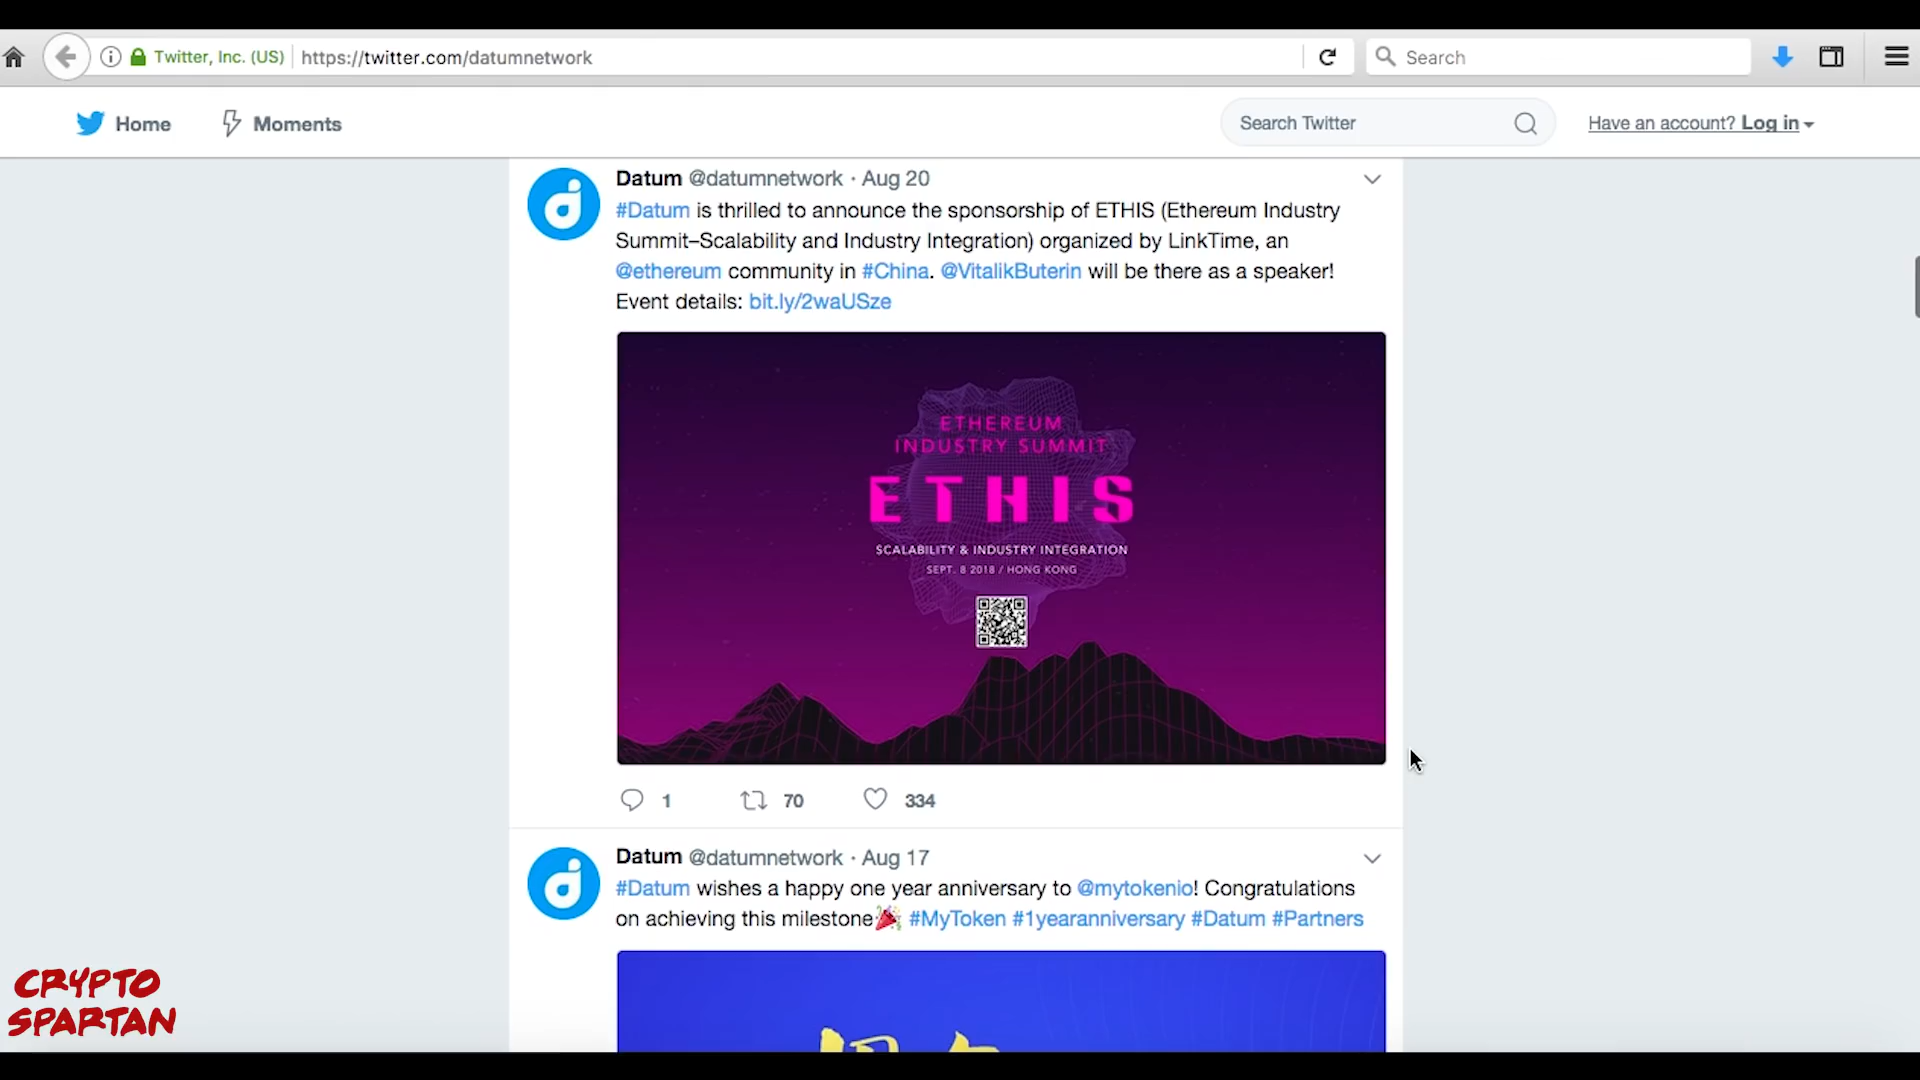 Twitter, Inc. (US)
https://twitter.com/datumnetwork
Search
Home
Moments
Search Twitter
Have an account? Log in
Datum @datumnetwork · Aug 20
#Datum is thrilled to announce the sponsorship of ETHIS (Ethereum Industry
Summit–Scalability and Industry Integration) organized by LinkTime, an
@ethereum community in #China. @VitalikButerin will be there as a speaker!
Event details: bit.ly/2waUSze
ETHEREUM
INDUSTRY SUMMIT
ETHIS
SCALABILITY & INDUSTRY INTEGRATION
SEPT. 8 2018 / HONG KONG
1 70 334
Datum @datumnetwork · Aug 17
#Datum wishes a happy one year anniversary to @mytokenio! Congratulations
on achieving this milestone🎉 #MyToken #1yearanniversary #Datum #Partners
CRYPTO
SPARTAN